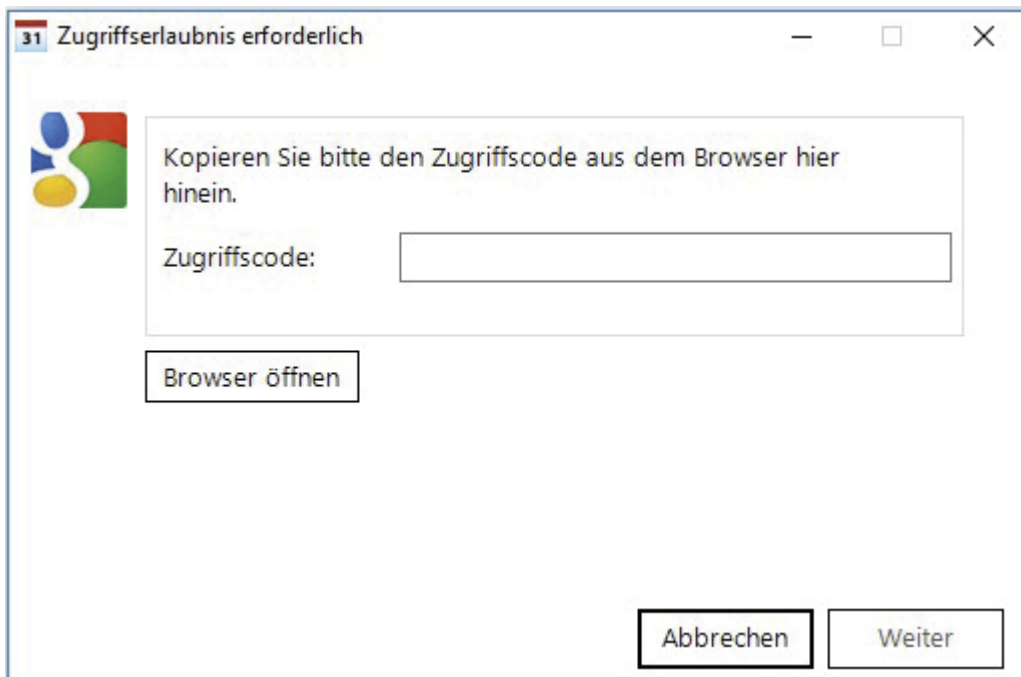 31 Zugriffserlaubnis erforderlich
Kopieren Sie bitte den Zugriffscode aus dem Browser hier
hinein.
Zugriffscode:
Browser öffnen
Abbrechen Weiter